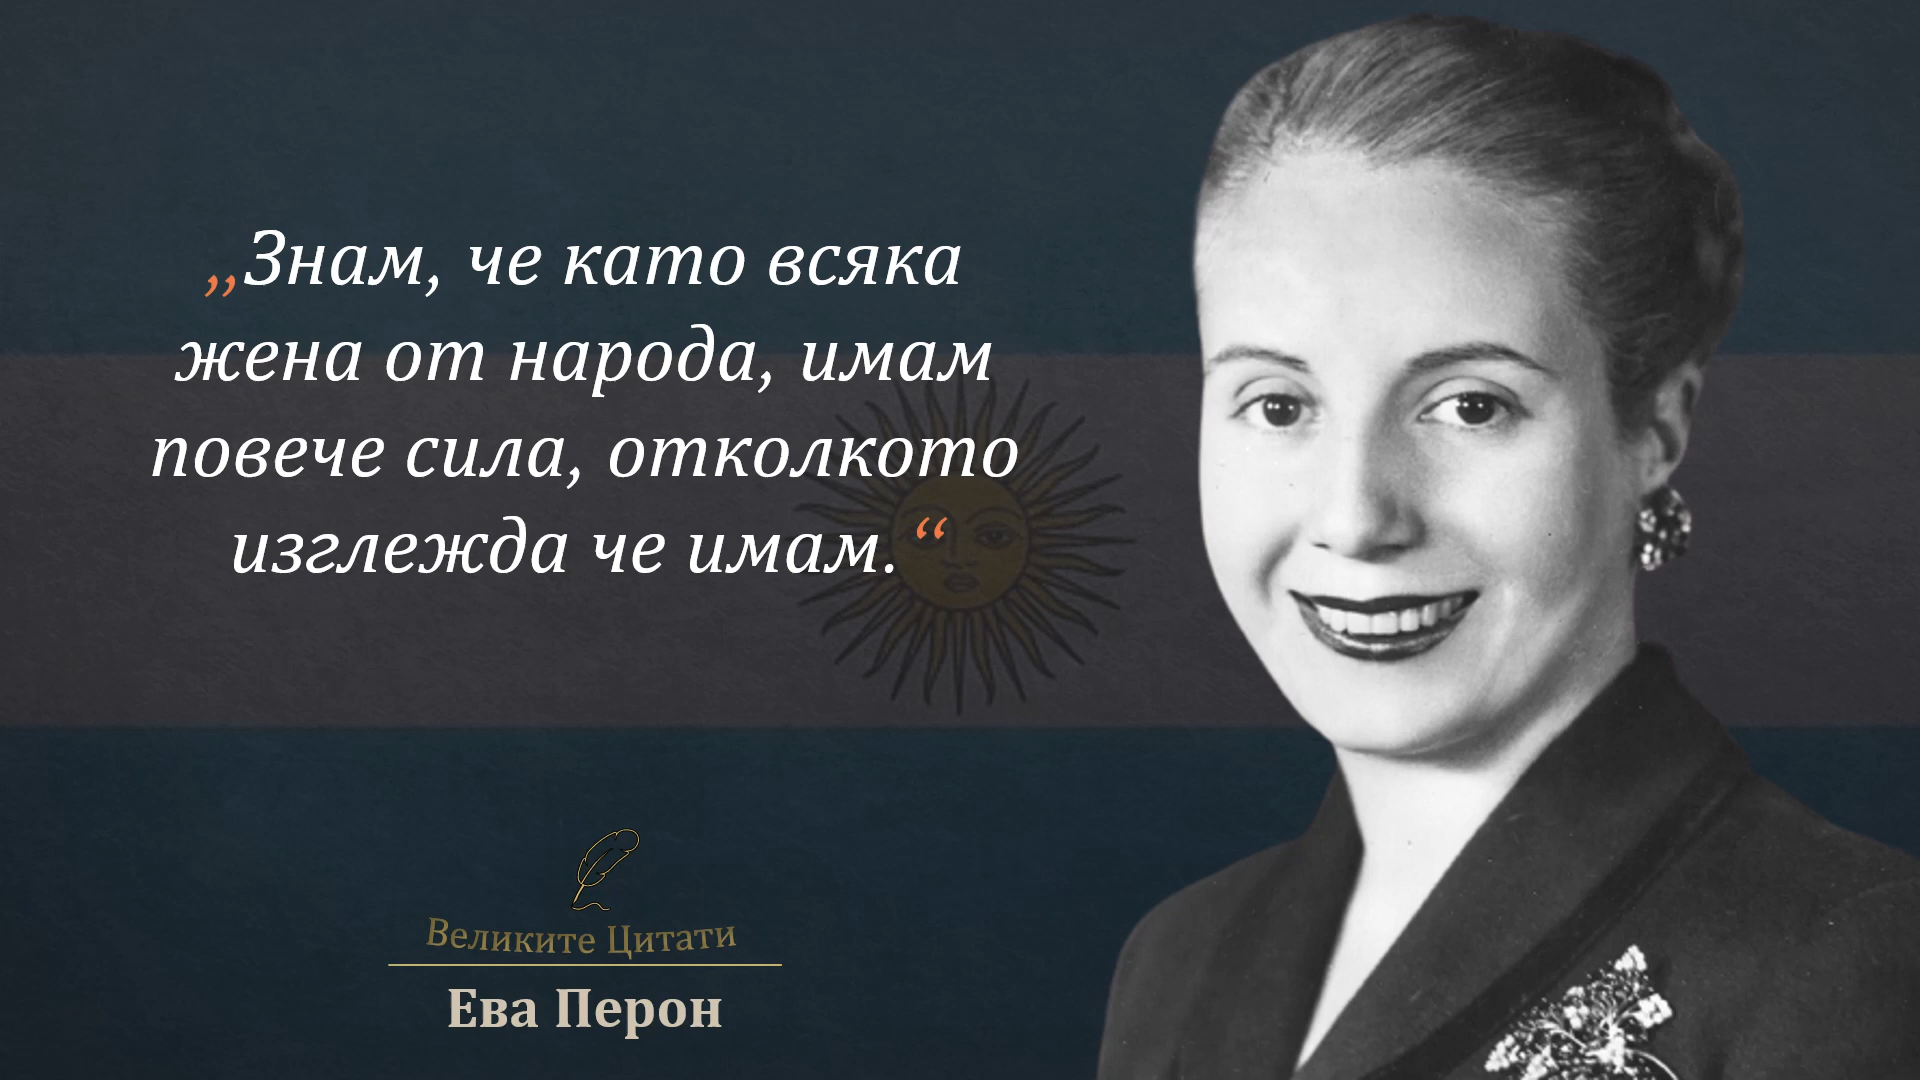 „Знам, че като всяка
жена от народа, имам
повече сила, отколкото
изглежда че имам.“
Великите Цитати
Ева Перон